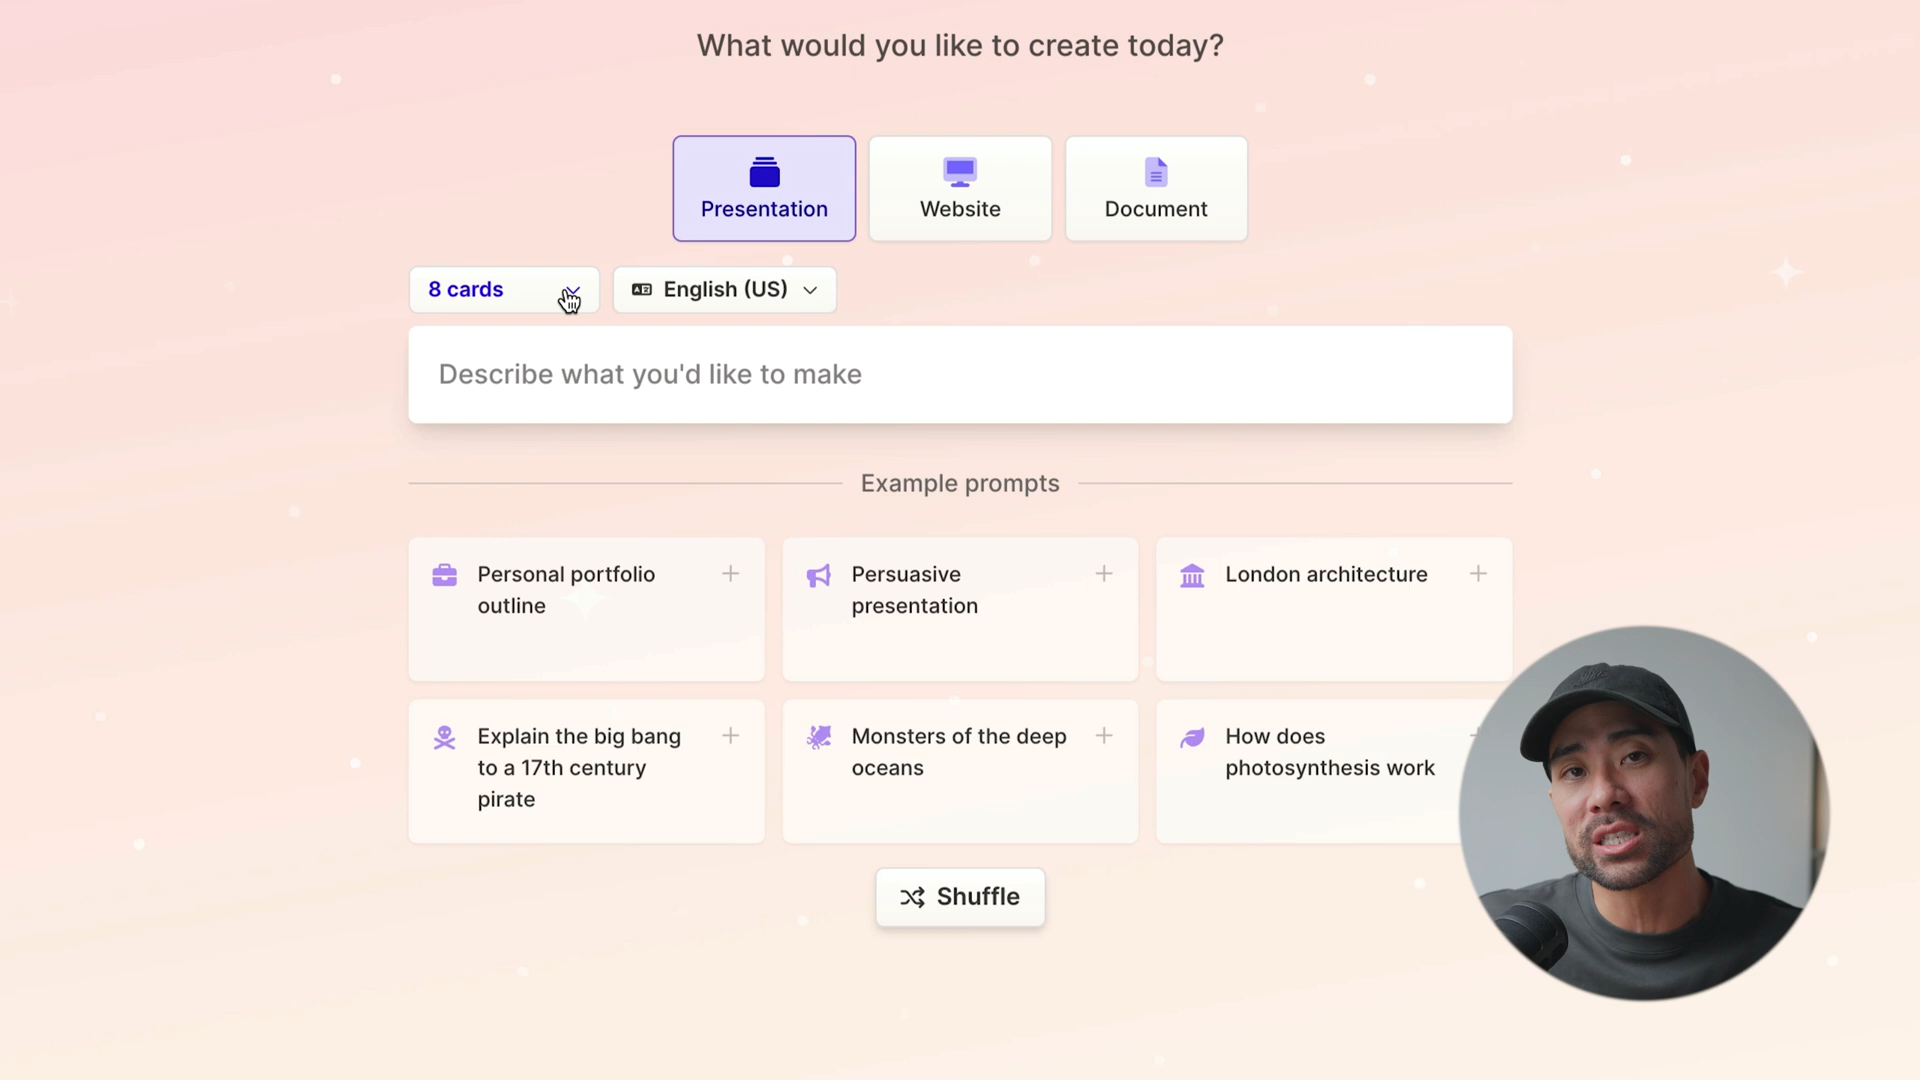 What would you like to create today?
Presentation
Website
Document
8 cards
English (US)
Describe what you'd like to make
Example prompts
Personal portfolio
outline
Persuasive
presentation
London architecture
Explain the big bang
to a 17th century
pirate
Monsters of the deep
oceans
How does
photosynthesis work
Shuffle